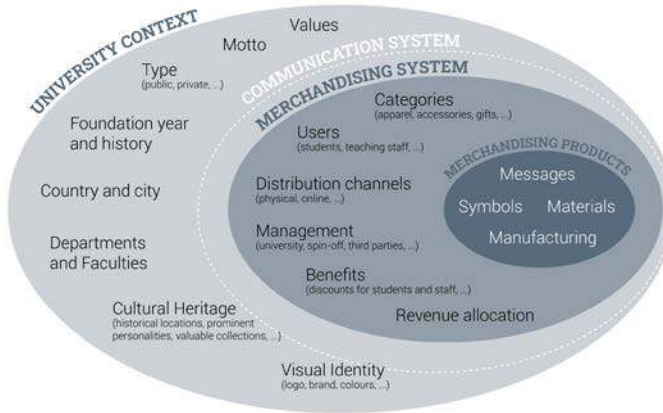 UNIVERSITY CONTEXT
Values
Motto
Type
(public, private, ...)
Foundation year
and history
Country and city
Departments
and Faculties
Cultural Heritage
(historical locations, prominent
personalities, valuable collections, ...)
Visual Identity
(logo, brand, colours, ...)
COMMUNICATION SYSTEM
MERCHANDISING SYSTEM
Categories
(apparel, accessories, gifts, ...)
Users
(students, teaching staff, ...)
Distribution channels
(physical, online, ...)
Management
(university, spin-off, third parties, ...)
Benefits
(discounts for students and staff, ...)
Revenue allocation
MERCHANDISING PRODUCTS
Messages
Symbols Materials
Manufacturing